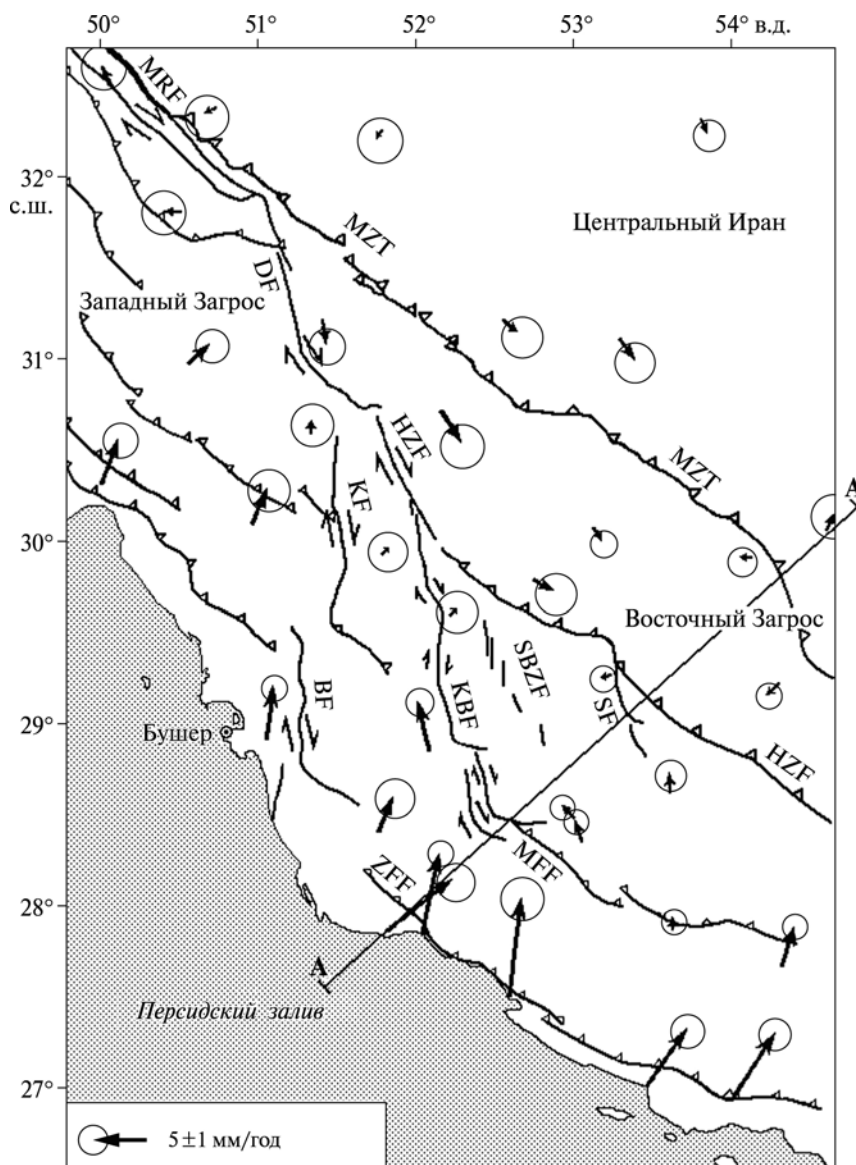 50° 51° 52° 53° 54° в.д.
MRF
32°
с.ш.
MZT
Центральный Иран
DF
Западный Загрос
31°
HZF
MZT
KF
A
30°
Восточный Загрос
SBZF
BF
KBF
SF
29°
Бушер
HZF
MFF
ZFF
28°
A
Персидский залив
27°
5 ±1 мм/год